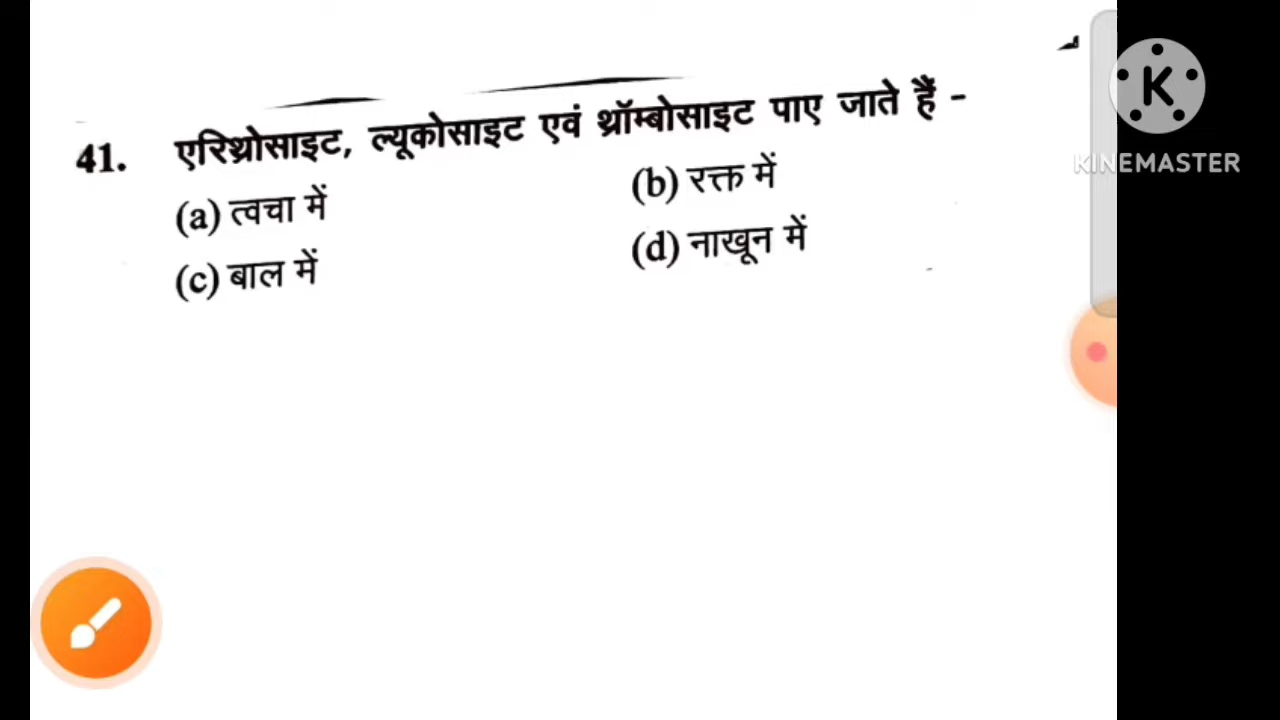 41. एरिथ्रोसाइट, ल्यूकोसाइट एवं थ्रॉम्बोसाइट पाए जाते हैं -
(a) त्वचा में (b) रक्त में
(c) बाल में (d) नाखून में
K
KINEMASTER